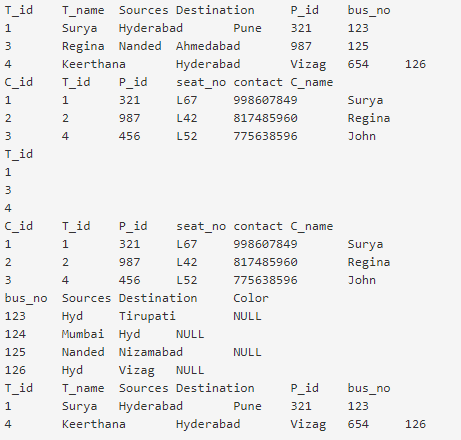 T_id T_name Sources Destination P_id bus_no
1 Surya Hyderabad Pune 321 123
3 Regina Nanded Ahmedabad 987 125
4 Keerthana Hyderabad Vizag 654 126
C_id T_id P_id seat_no contact C_name
1 1 321 L67 998607849 Surya
2 2 987 L42 817485960 Regina
3 4 456 L52 775638596 John
T_id
1
3
4
C_id T_id P_id seat_no contact C_name
1 1 321 L67 998607849 Surya
2 2 987 L42 817485960 Regina
3 4 456 L52 775638596 John
bus_no Sources Destination Color
123 Hyd Tirupati NULL
124 Mumbai Hyd NULL
125 Nanded Nizamabad NULL
126 Hyd Vizag NULL
T_id T_name Sources Destination P_id bus_no
1 Surya Hyderabad Pune 321 123
4 Keerthana Hyderabad Vizag 654 126